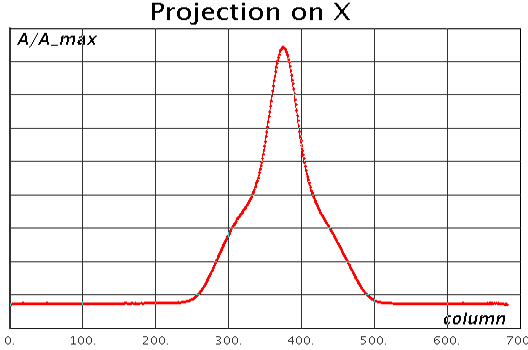 Projection on X
A/A_max
column
0. 100. 200. 300. 400. 500. 600. 700